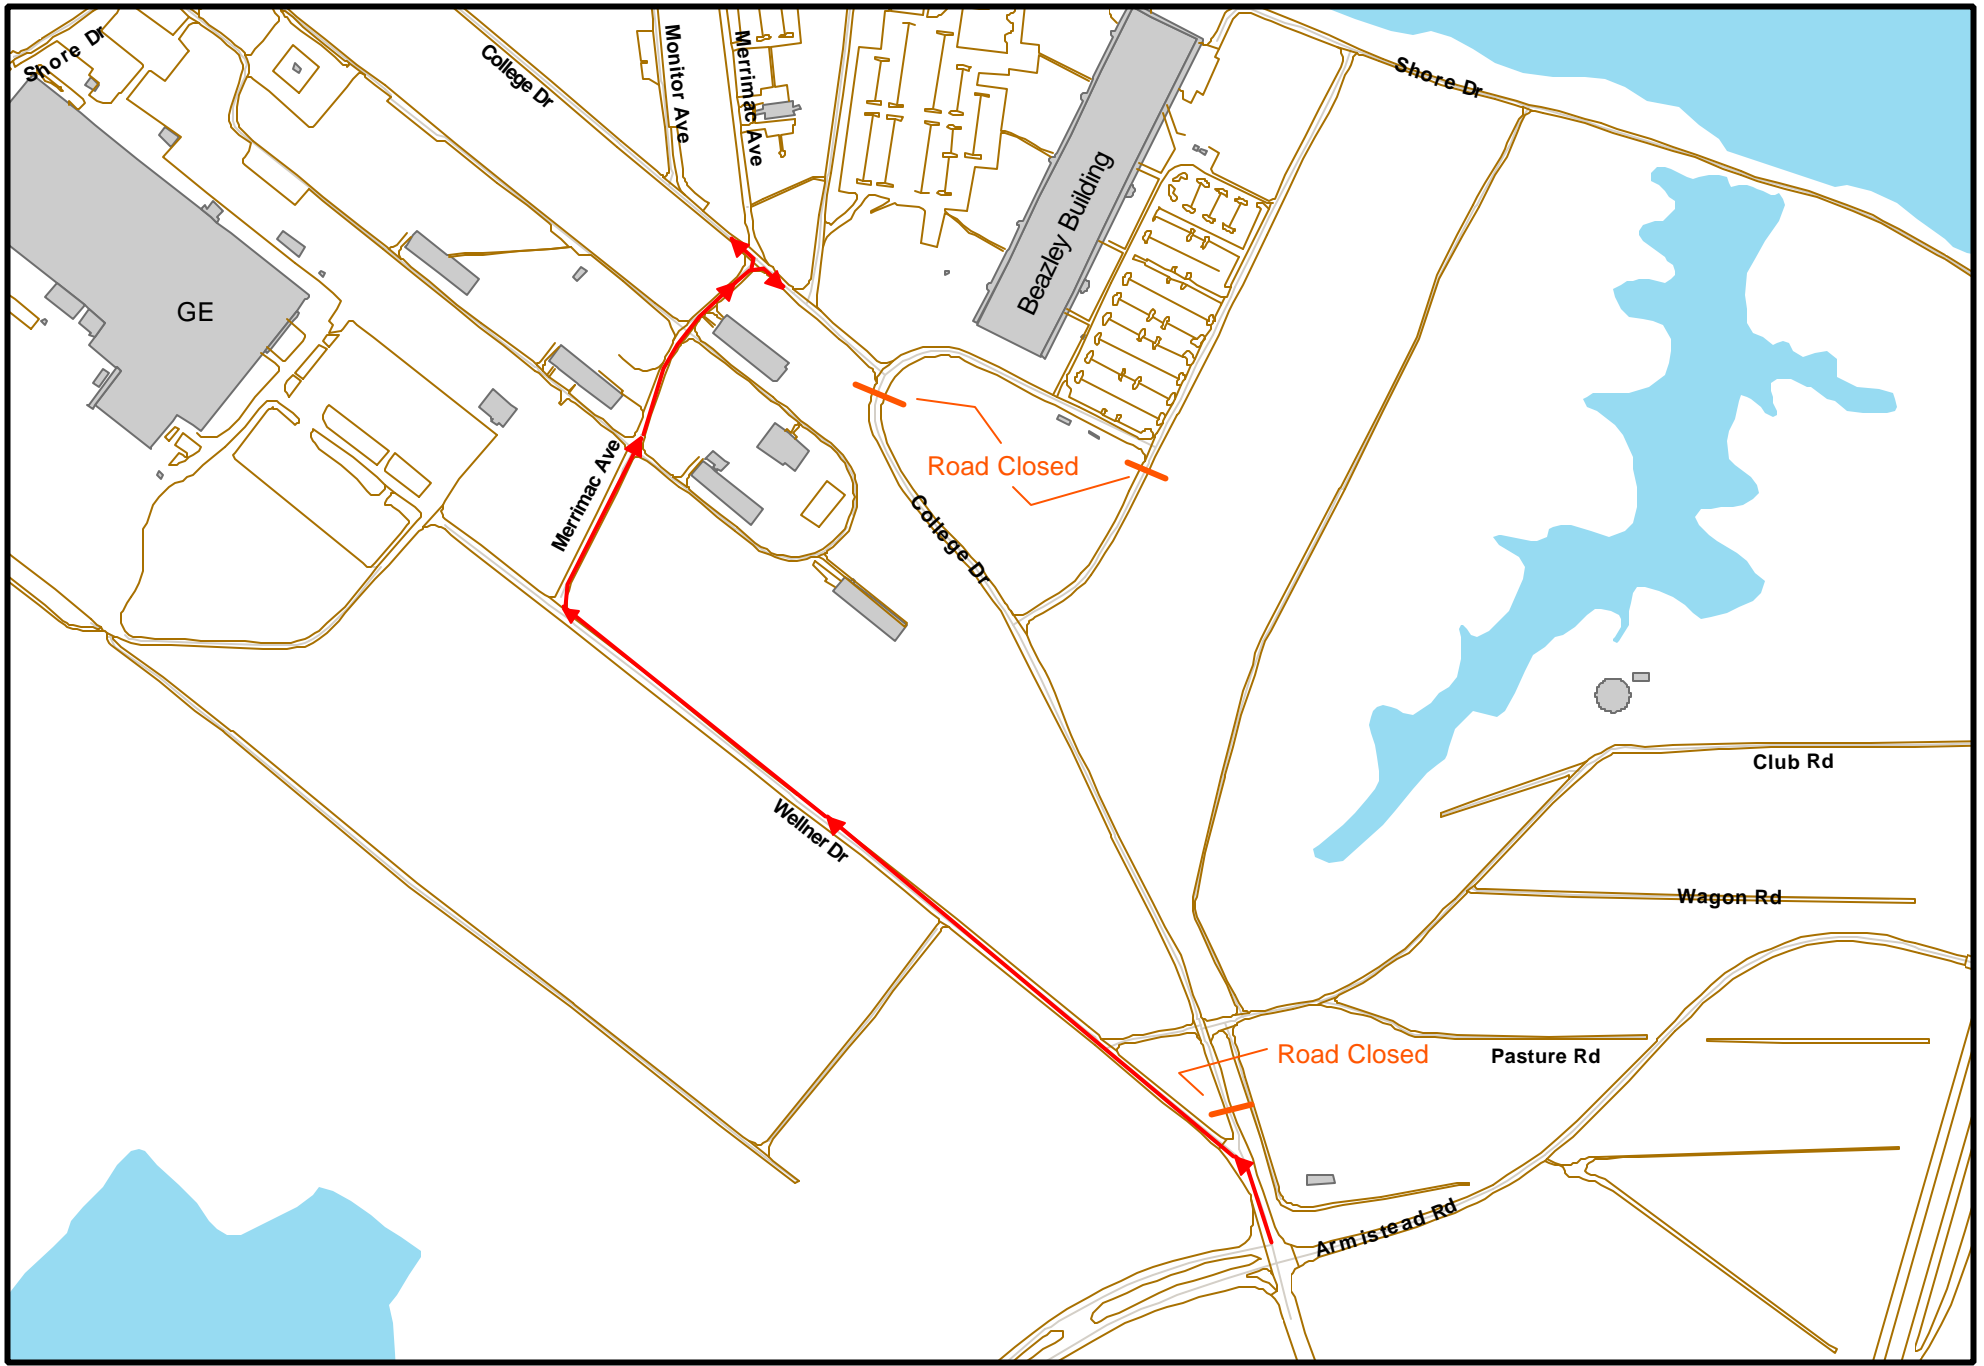 Shore Dr
College Dr
Monitor Ave
Merrimac Ave
Shore Dr
Beazley Building
GE
Road Closed
Merrimac Ave
College Dr
Club Rd
Wellner Dr
Wagon Rd
Road Closed
Pasture Rd
Armistead Rd